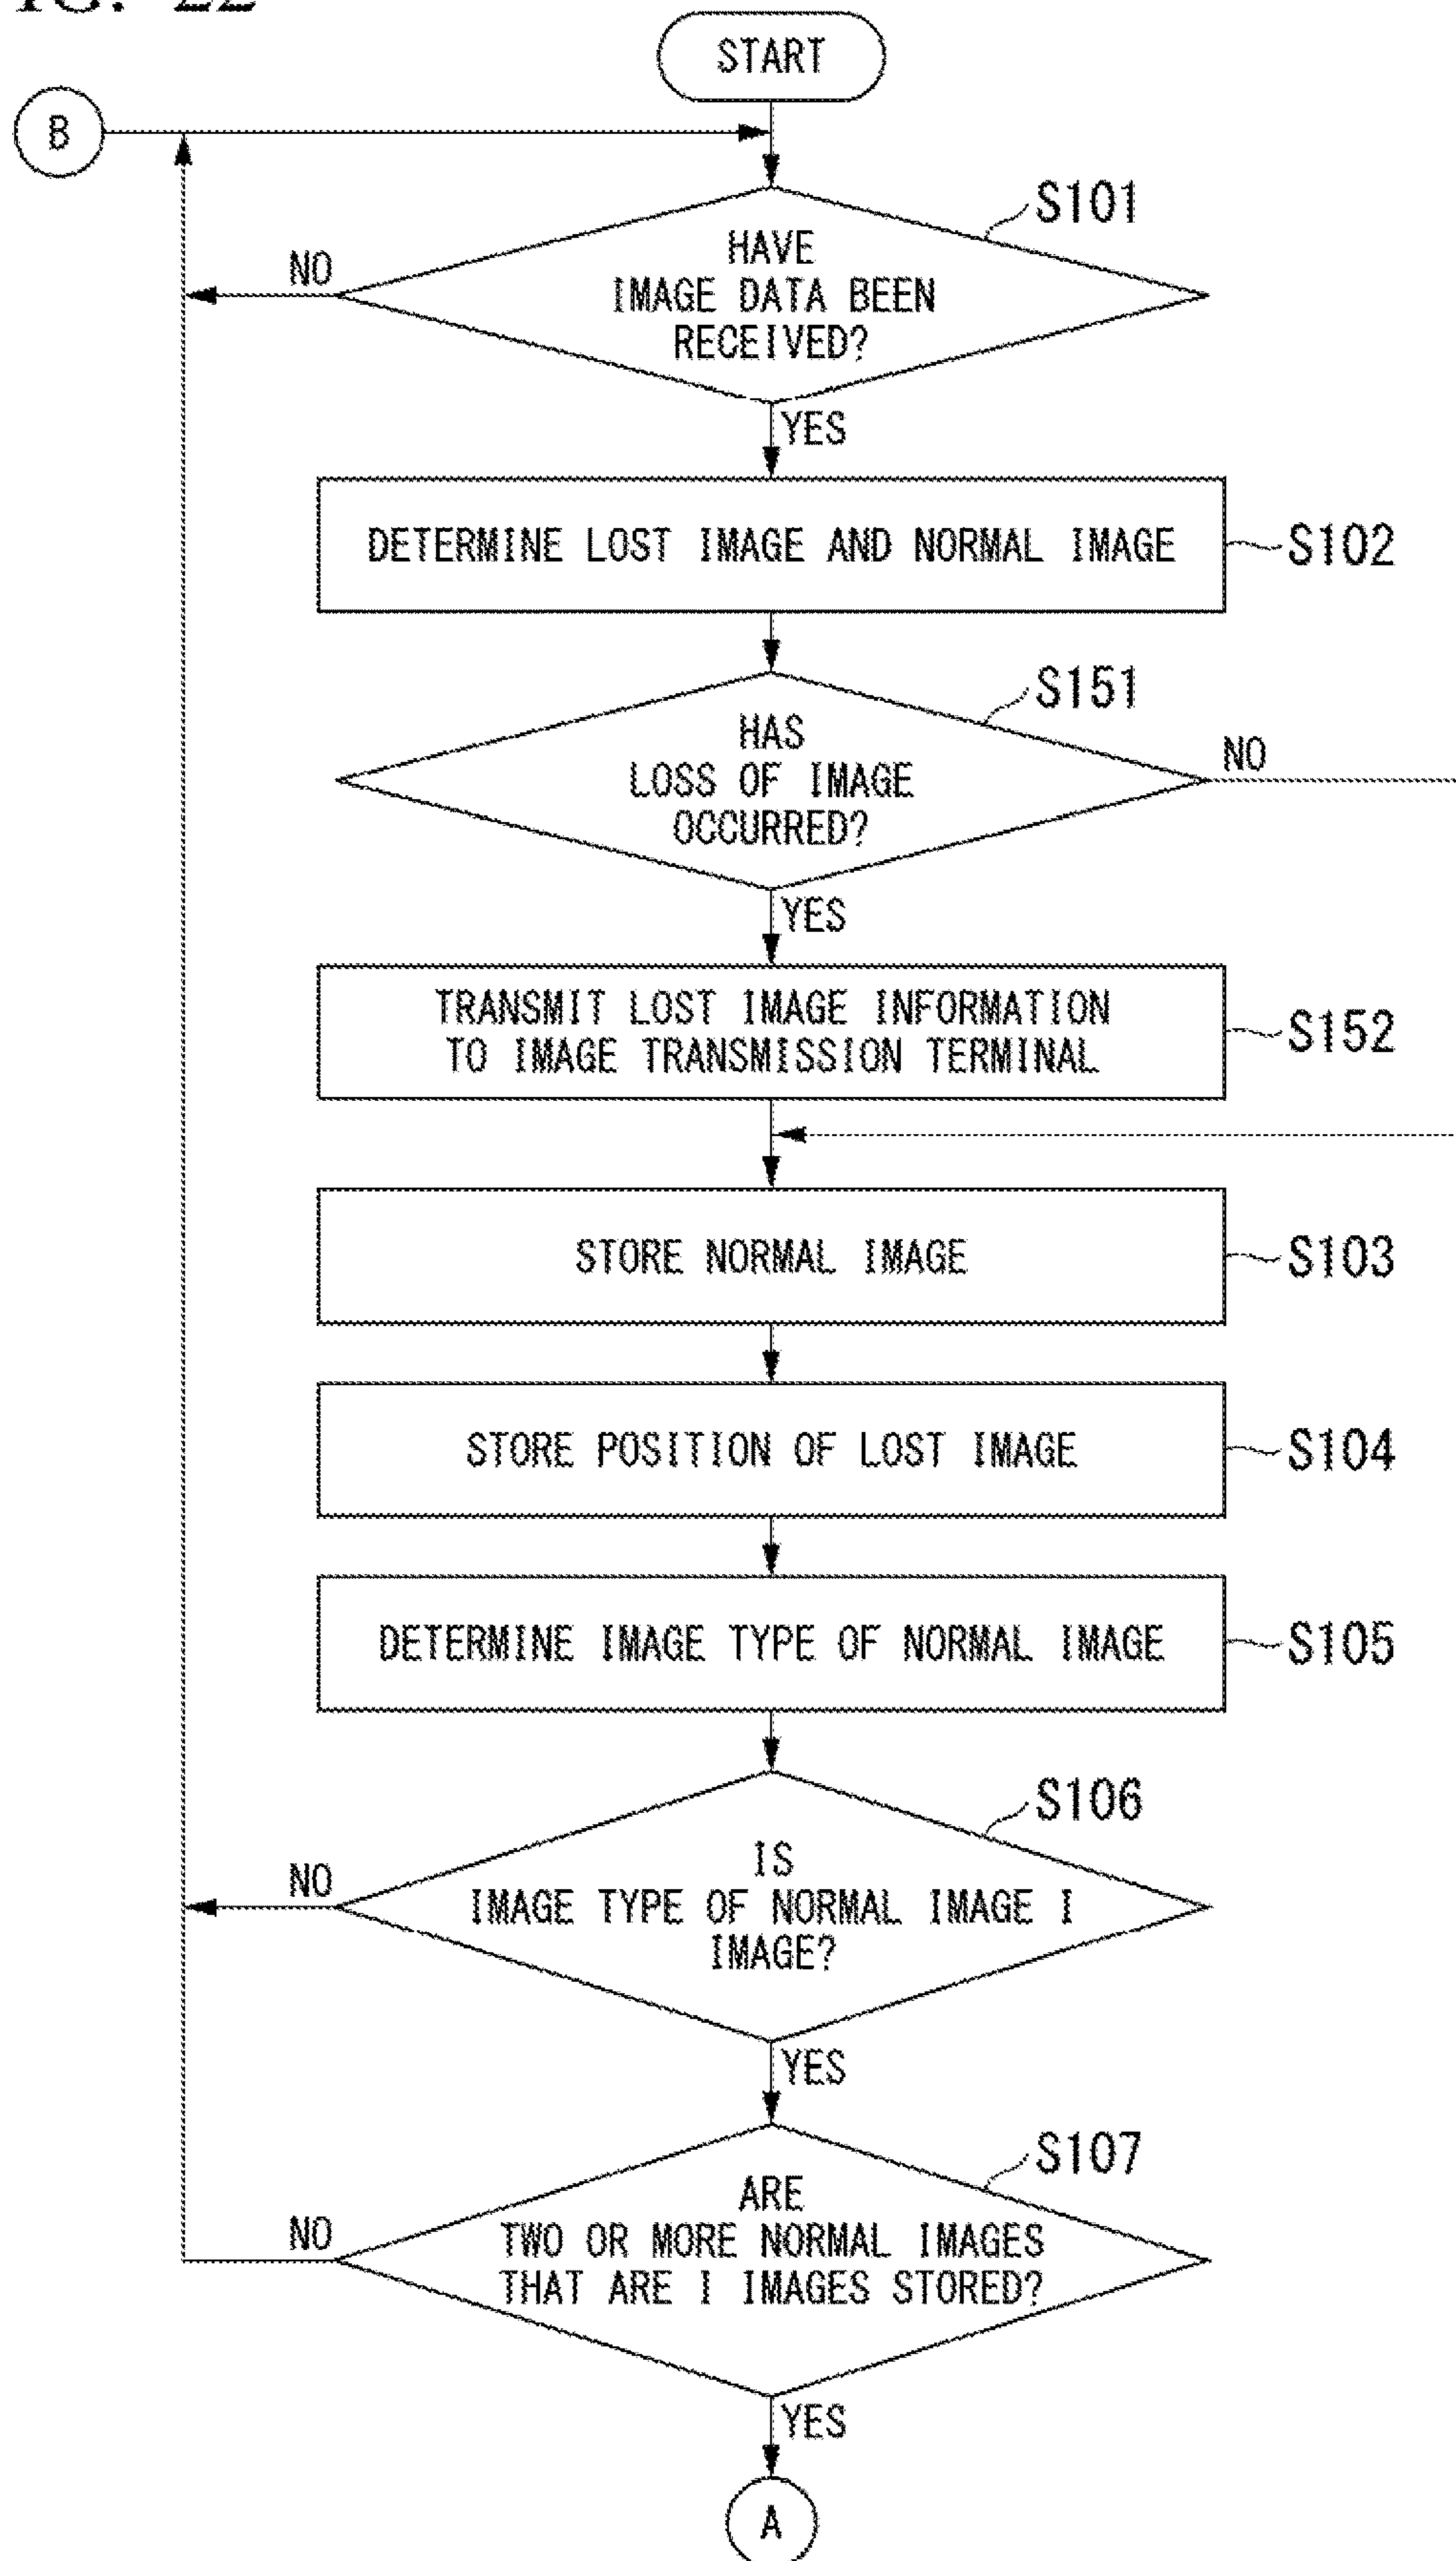 IG. 22
START
B
S101
HAVE
IMAGE DATA BEEN
RECEIVED?
NO
YES
DETERMINE LOST IMAGE AND NORMAL IMAGE
S102
S151
HAS
LOSS OF IMAGE
OCCURRED?
NO
YES
TRANSMIT LOST IMAGE INFORMATION
TO IMAGE TRANSMISSION TERMINAL
S152
STORE NORMAL IMAGE
S103
STORE POSITION OF LOST IMAGE
S104
DETERMINE IMAGE TYPE OF NORMAL IMAGE
S105
S106
IS
IMAGE TYPE OF NORMAL IMAGE I
IMAGE?
NO
YES
S107
ARE
TWO OR MORE NORMAL IMAGES
THAT ARE I IMAGES STORED?
NO
YES
A